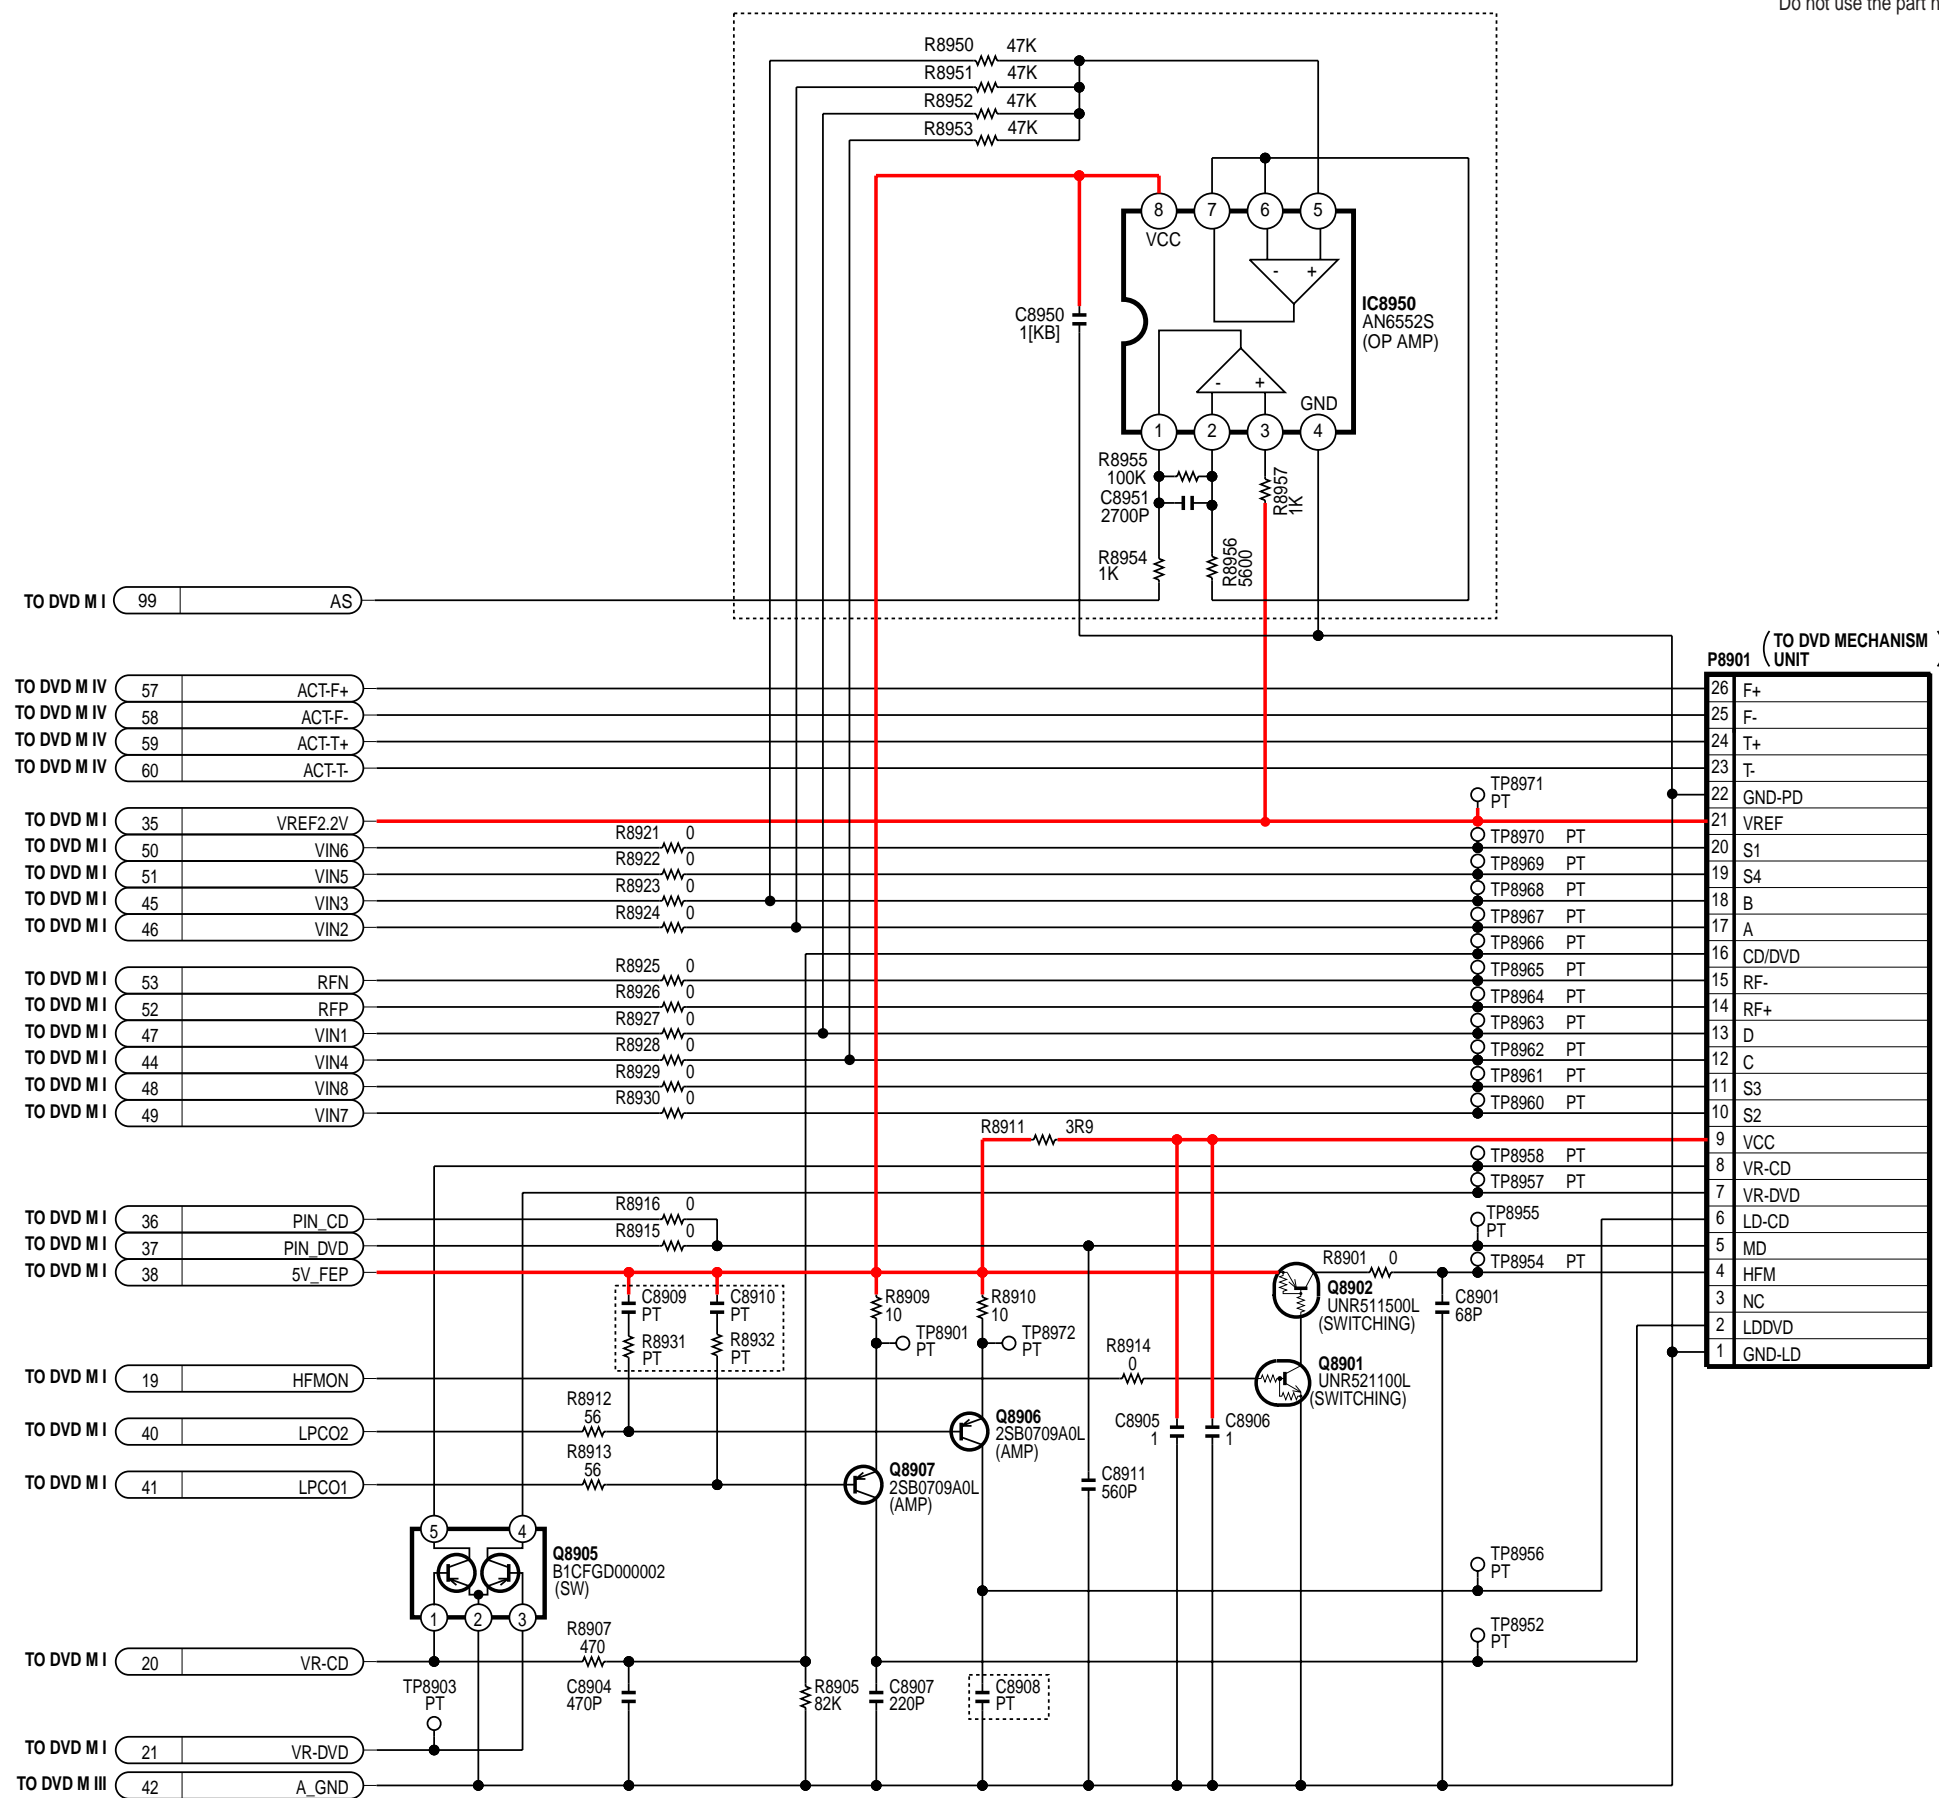 Do not use the part n
R8950 47K
R8951 47K
R8952 47K
R8953 47K
8 7 6 5
VCC
- +
C8950
1[KB]
IC8950
AN6552S
(OP AMP)
- +
GND
1 2 3 4
R8955
100K
C8951
2700P
R8957
1K
R8954
1K
R8956
5600
TO DVD M I 99 AS
P8901 (TO DVD MECHANISM
UNIT)
TO DVD M IV 57 ACT-F+ 26 F+
TO DVD M IV 58 ACT-F- 25 F-
TO DVD M IV 59 ACT-T+ 24 T+
TO DVD M IV 60 ACT-T- 23 T-
TP8971
PT
22 GND-PD
TO DVD M I 35 VREF2.2V 21 VREF
R8921 0 TP8970 PT
TO DVD M I 50 VIN6 20 S1
R8922 0 TP8969 PT
TO DVD M I 51 VIN5 19 S4
R8923 0 TP8968 PT
TO DVD M I 45 VIN3 18 B
R8924 0 TP8967 PT
TO DVD M I 46 VIN2 17 A
TP8966 PT
16 CD/DVD
R8925 0 TP8965 PT
TO DVD M I 53 RFN 15 RF-
R8926 0 TP8964 PT
TO DVD M I 52 RFP 14 RF+
R8927 0 TP8963 PT
TO DVD M I 47 VIN1 13 D
R8928 0 TP8962 PT
TO DVD M I 44 VIN4 12 C
R8929 0 TP8961 PT
TO DVD M I 48 VIN8 11 S3
R8930 0 TP8960 PT
TO DVD M I 49 VIN7 10 S2
R8911 3R9
9 VCC
TP8958 PT
8 VR-CD
TP8957 PT
7 VR-DVD
R8916 0 TP8955
PT
TO DVD M I 36 PIN_CD 6 LD-CD
R8915 0
TO DVD M I 37 PIN_DVD 5 MD
R8901 0 TP8954 PT
TO DVD M I 38 5V_FEP 4 HFM
C8909
PT
C8910
PT
R8909
10
R8910
10
Q8902
UNR511500L
(SWITCHING)
C8901
68P
3 NC
2 LDDVD
1 GND-LD
R8931
PT
R8932
PT
TP8901
PT
TP8972
PT
R8914
0
Q8901
UNR521100L
(SWITCHING)
TO DVD M I 19 HFMON
R8912
56
TO DVD M I 40 LPCO2
Q8906
2SB0709A0L
(AMP)
C8905
1
C8906
1
R8913
56
TO DVD M I 41 LPCO1
Q8907
2SB0709A0L
(AMP)
C8911
560P
5 4
Q8905
B1CFGD000002
(SW)
1 2 3
TP8956
PT
R8907
470
TP8952
PT
TO DVD M I 20 VR-CD
TP8903
PT
C8904
470P
R8905
82K
C8907
220P
C8908
PT
TO DVD M I 21 VR-DVD
TO DVD M III 42 A_GND